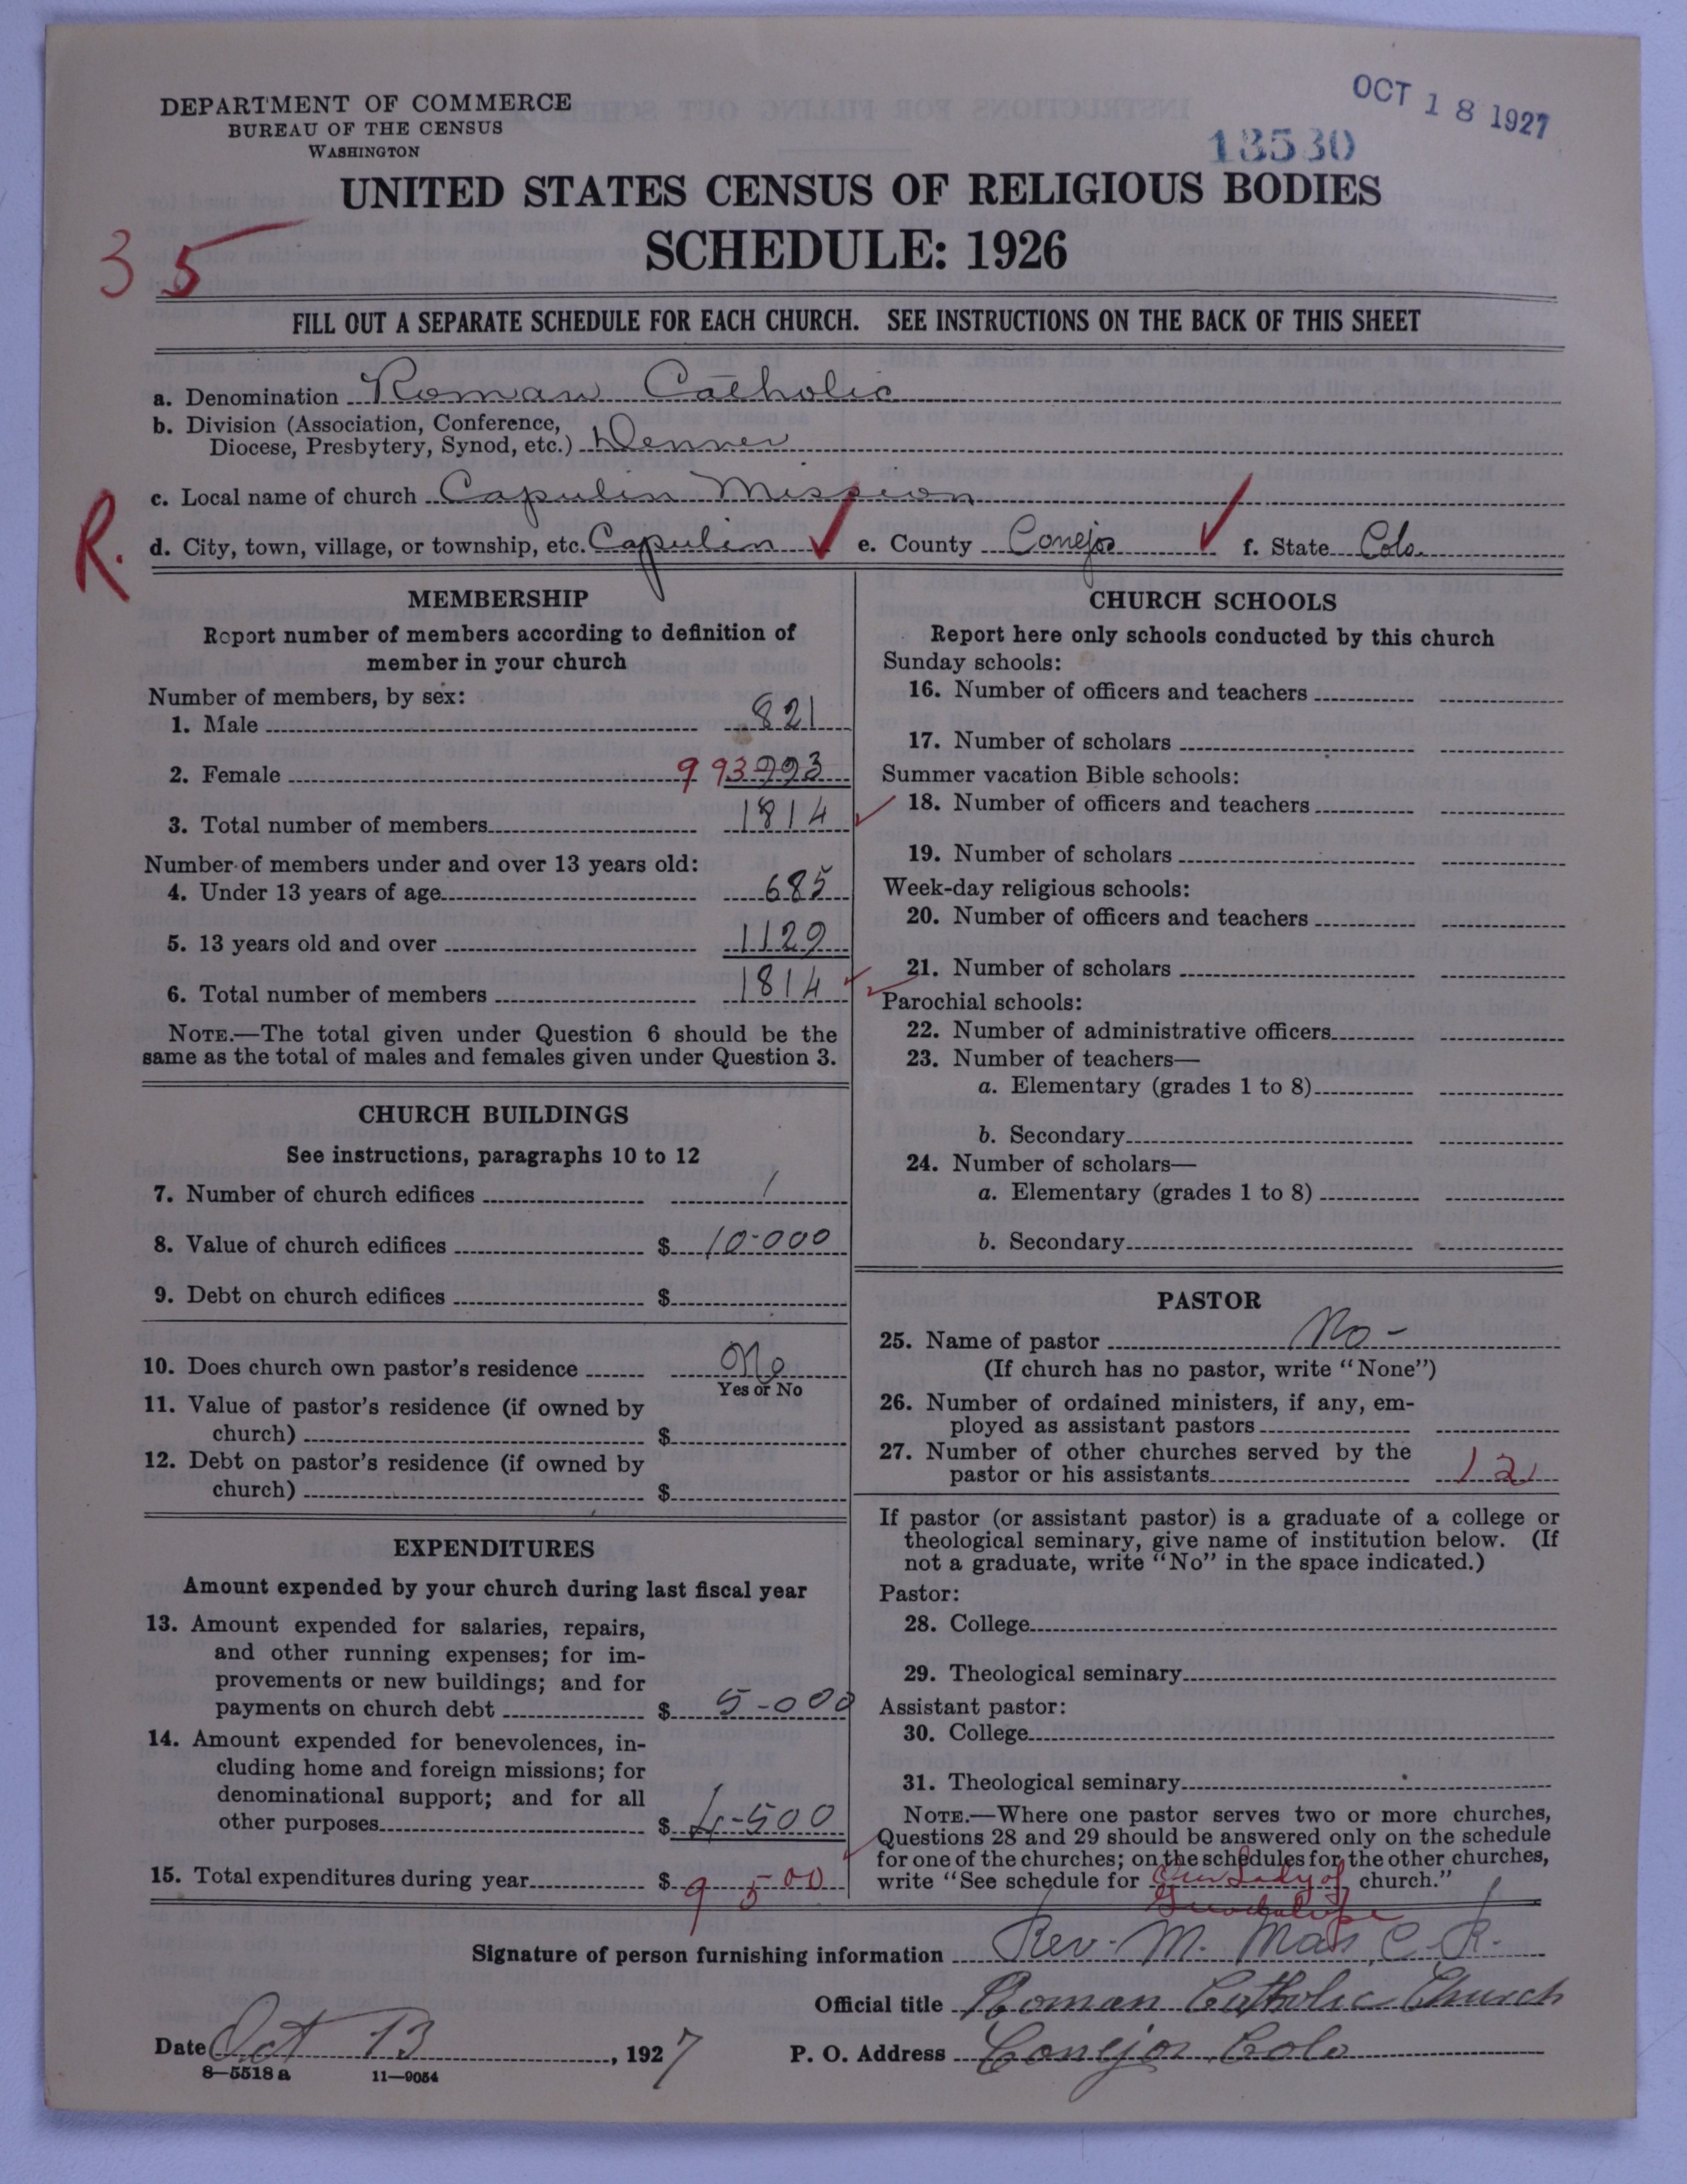 DEPARTMENT OF COMMERCE
BUREAU OF THE CENSUS
WASHINGTON
OCT 18 1927
13530
UNITED STATES CENSUS OF RELIGIOUS BODIES
SCHEDULE: 1926
35
FILL OUT A SEPARATE SCHEDULE FOR EACH CHURCH. SEE INSTRUCTIONS ON THE BACK OF THIS SHEET
a. Denomination Roman Catholic
b. Division (Association, Conference,
Diocese, Presbytery, Synod, etc.) Denver
c. Local name of church Capulin Mission
R.
d. City, town, village, or township, etc. Capulin e. County Conejos f. State Colo.
MEMBERSHIP
Report number of members according to definition of
member in your church
Number of members, by sex:
1. Male 821
2. Female 993 993
3. Total number of members 1814
Number of members under and over 13 years old:
4. Under 13 years of age 685
5. 13 years old and over 1129
6. Total number of members 1814
NOTE.—The total given under Question 6 should be the
same as the total of males and females given under Question 3.
CHURCH BUILDINGS
See instructions, paragraphs 10 to 12
7. Number of church edifices 1
8. Value of church edifices $ 10-000
9. Debt on church edifices $
10. Does church own pastor's residence No
Yes or No
11. Value of pastor's residence (if owned by
church) $
12. Debt on pastor's residence (if owned by
church) $
EXPENDITURES
Amount expended by your church during last fiscal year
13. Amount expended for salaries, repairs,
and other running expenses; for im-
provements or new buildings; and for
payments on church debt $ 5-000
14. Amount expended for benevolences, in-
cluding home and foreign missions; for
denominational support; and for all
other purposes $ 4-500
15. Total expenditures during year $ 9 500
CHURCH SCHOOLS
Report here only schools conducted by this church
Sunday schools:
16. Number of officers and teachers
17. Number of scholars
Summer vacation Bible schools:
18. Number of officers and teachers
19. Number of scholars
Week-day religious schools:
20. Number of officers and teachers
21. Number of scholars
Parochial schools:
22. Number of administrative officers
23. Number of teachers—
a. Elementary (grades 1 to 8)
b. Secondary
24. Number of scholars—
a. Elementary (grades 1 to 8)
b. Secondary
PASTOR
25. Name of pastor No -
(If church has no pastor, write "None")
26. Number of ordained ministers, if any, em-
ployed as assistant pastors
27. Number of other churches served by the
pastor or his assistants 12
If pastor (or assistant pastor) is a graduate of a college or
theological seminary, give name of institution below. (If
not a graduate, write "No" in the space indicated.)
Pastor:
28. College
29. Theological seminary
Assistant pastor:
30. College
31. Theological seminary
NOTE.—Where one pastor serves two or more churches,
Questions 28 and 29 should be answered only on the schedule
for one of the churches; on the schedules for the other churches,
write "See schedule for Our Lady of church."
Guadalupe
Signature of person furnishing information Rev. M. Mas, C. R.
Official title Roman Catholic Church
Date Oct 13, 1927 P. O. Address Conejos Colo
8—5518 a 11—9054